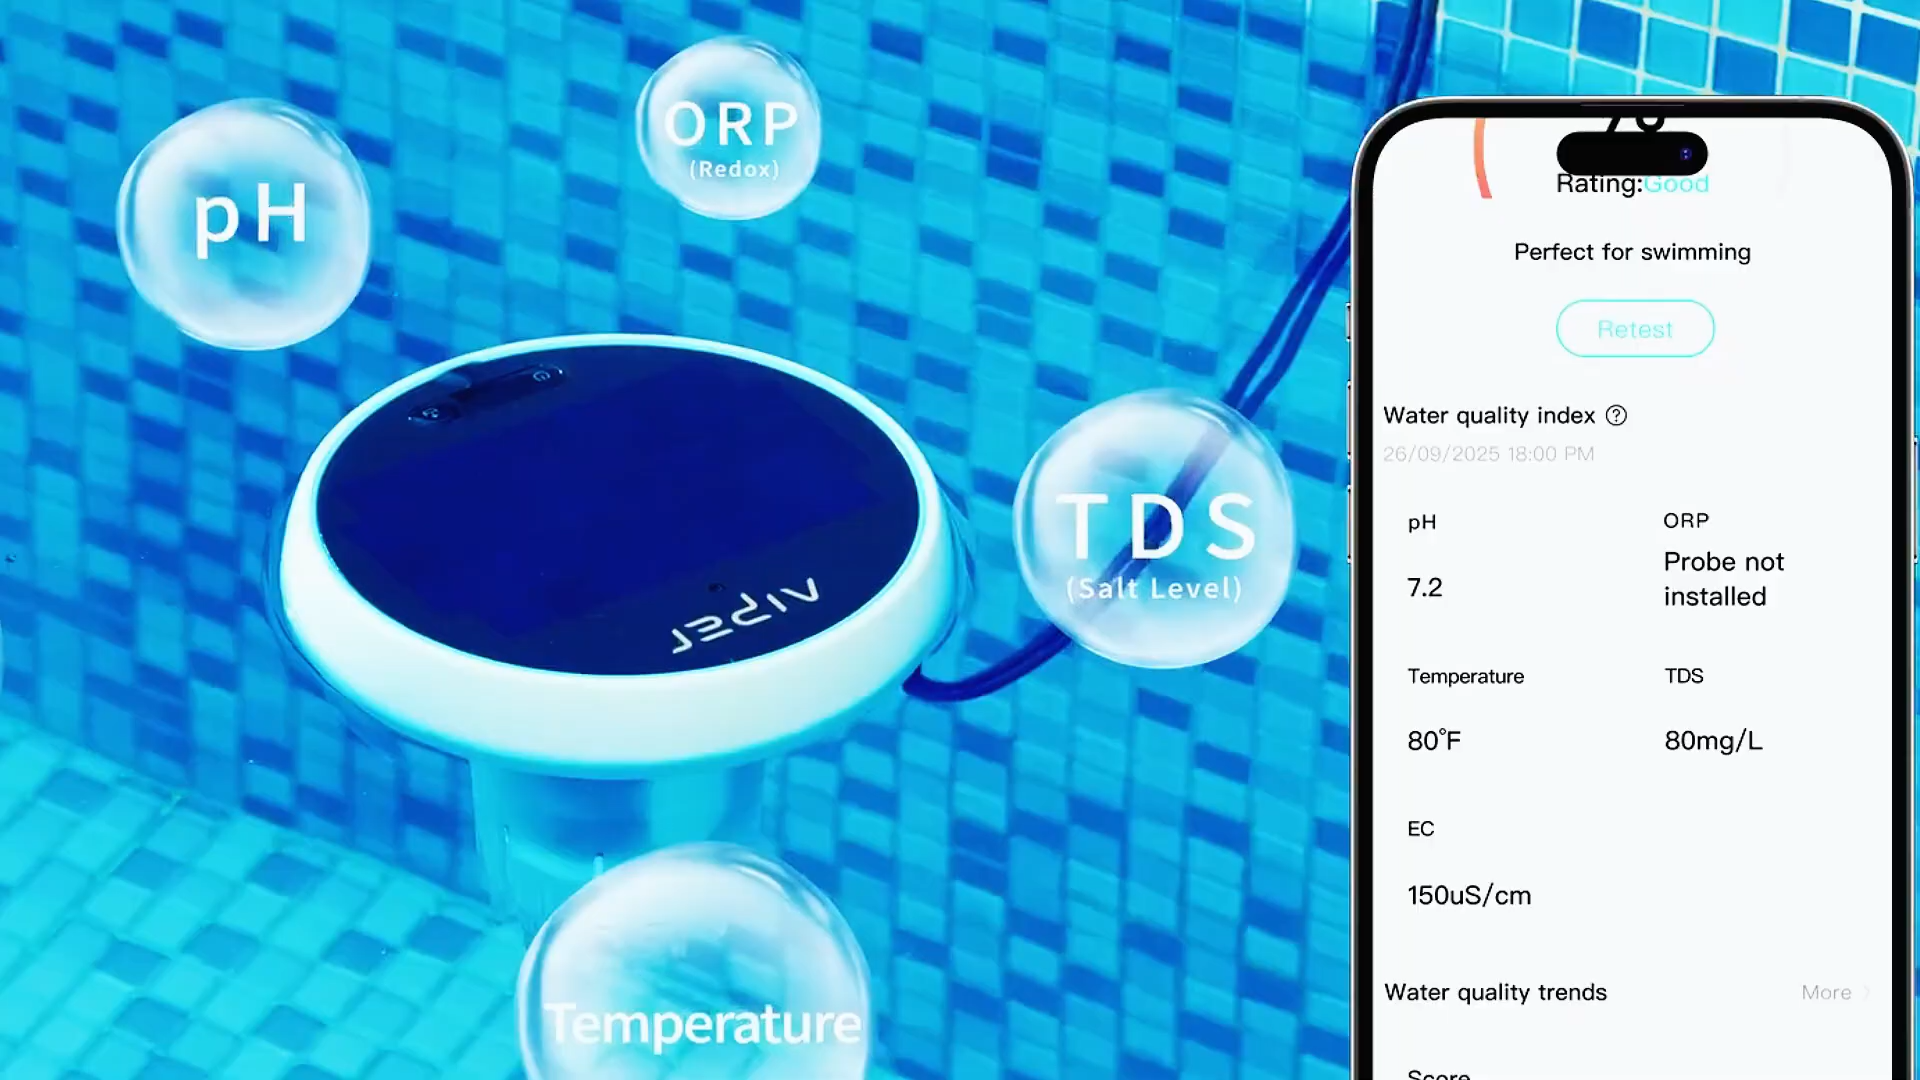 pH
ORP
(Redox)
TDS
(Salt Level)
Temperature
AIPER
Rating:Good
Perfect for swimming
Retest
Water quality index
26/09/2025 18:00 PM
pH
7.2
ORP
Probe not
installed
Temperature
80°F
TDS
80mg/L
EC
150uS/cm
Water quality trends
More
Score